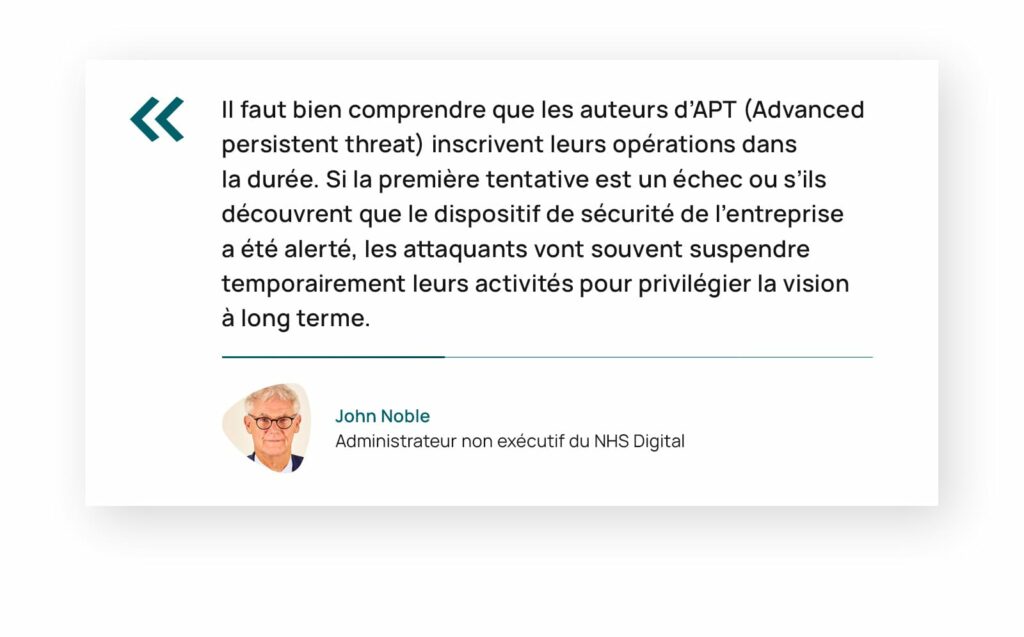 Il faut bien comprendre que les auteurs d’APT (Advanced
persistent threat) inscrivent leurs opérations dans
la durée. Si la première tentative est un échec ou s’ils
découvrent que le dispositif de sécurité de l’entreprise
a été alerté, les attaquants vont souvent suspendre
temporairement leurs activités pour privilégier la vision
à long terme.
John Noble
Administrateur non exécutif du NHS Digital